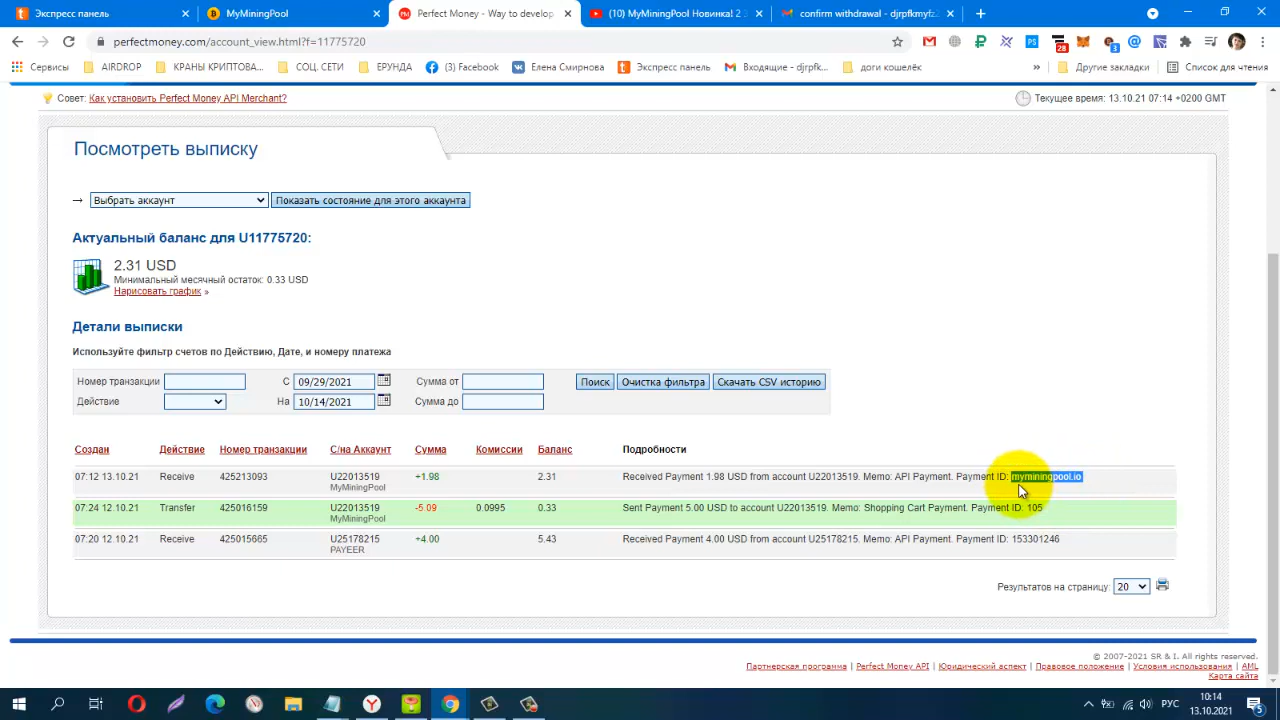 Экспресс панель
MyMiningPool
Perfect Money - Way to develop
(10) MyMiningPool Новинка! 2 3
confirm withdrawal - djrpfkmyfz2
perfectmoney.com/account_view.html?f=11775720
Сервисы AIRDROP КРАНЫ КРИПТОВА... СОЦ. СЕТИ ЕРУНДА (3) Facebook Елена Смирнова Экспресс панель Входящие - djrpfk... доги кошелёк » Другие закладки Список для чтения
Совет: Как установить Perfect Money API Merchant?
Текущее время: 13.10.21 07:14 +0200 GMT
Посмотреть выписку
→ Выбрать аккаунт Показать состояние для этого аккаунта
Актуальный баланс для U11775720:
2.31 USD
Минимальный месячный остаток: 0.33 USD
Нарисовать график »
Детали выписки
Используйте фильтр счетов по Действию, Дате, и номеру платежа
Номер транзакции С 09/29/2021 Сумма от Поиск Очистка фильтра Скачать CSV историю
Действие На 10/14/2021 Сумма до
Создан Действие Номер транзакции С/на Аккаунт Сумма Комиссии Баланс Подробности
07:12 13.10.21 Receive 425213093 U22013519 +1.98 2.31 Received Payment 1.98 USD from account U22013519. Memo: API Payment. Payment ID: myminingpool.io
MyMiningPool
07:24 12.10.21 Transfer 425016159 U22013519 -5.09 0.0995 0.33 Sent Payment 5.00 USD to account U22013519. Memo: Shopping Cart Payment. Payment ID: 105
MyMiningPool
07:20 12.10.21 Receive 425015665 U25178215 +4.00 5.43 Received Payment 4.00 USD from account U25178215. Memo: API Payment. Payment ID: 153301246
PAYEER
Результатов на страницу: 20
© 2007-2021 SR & I. All rights reserved.
Партнерская программа | Perfect Money API | Юридический аспект | Правовое положение | Условия использования | AML
Карта сайта
РУС
10:14
13.10.2021